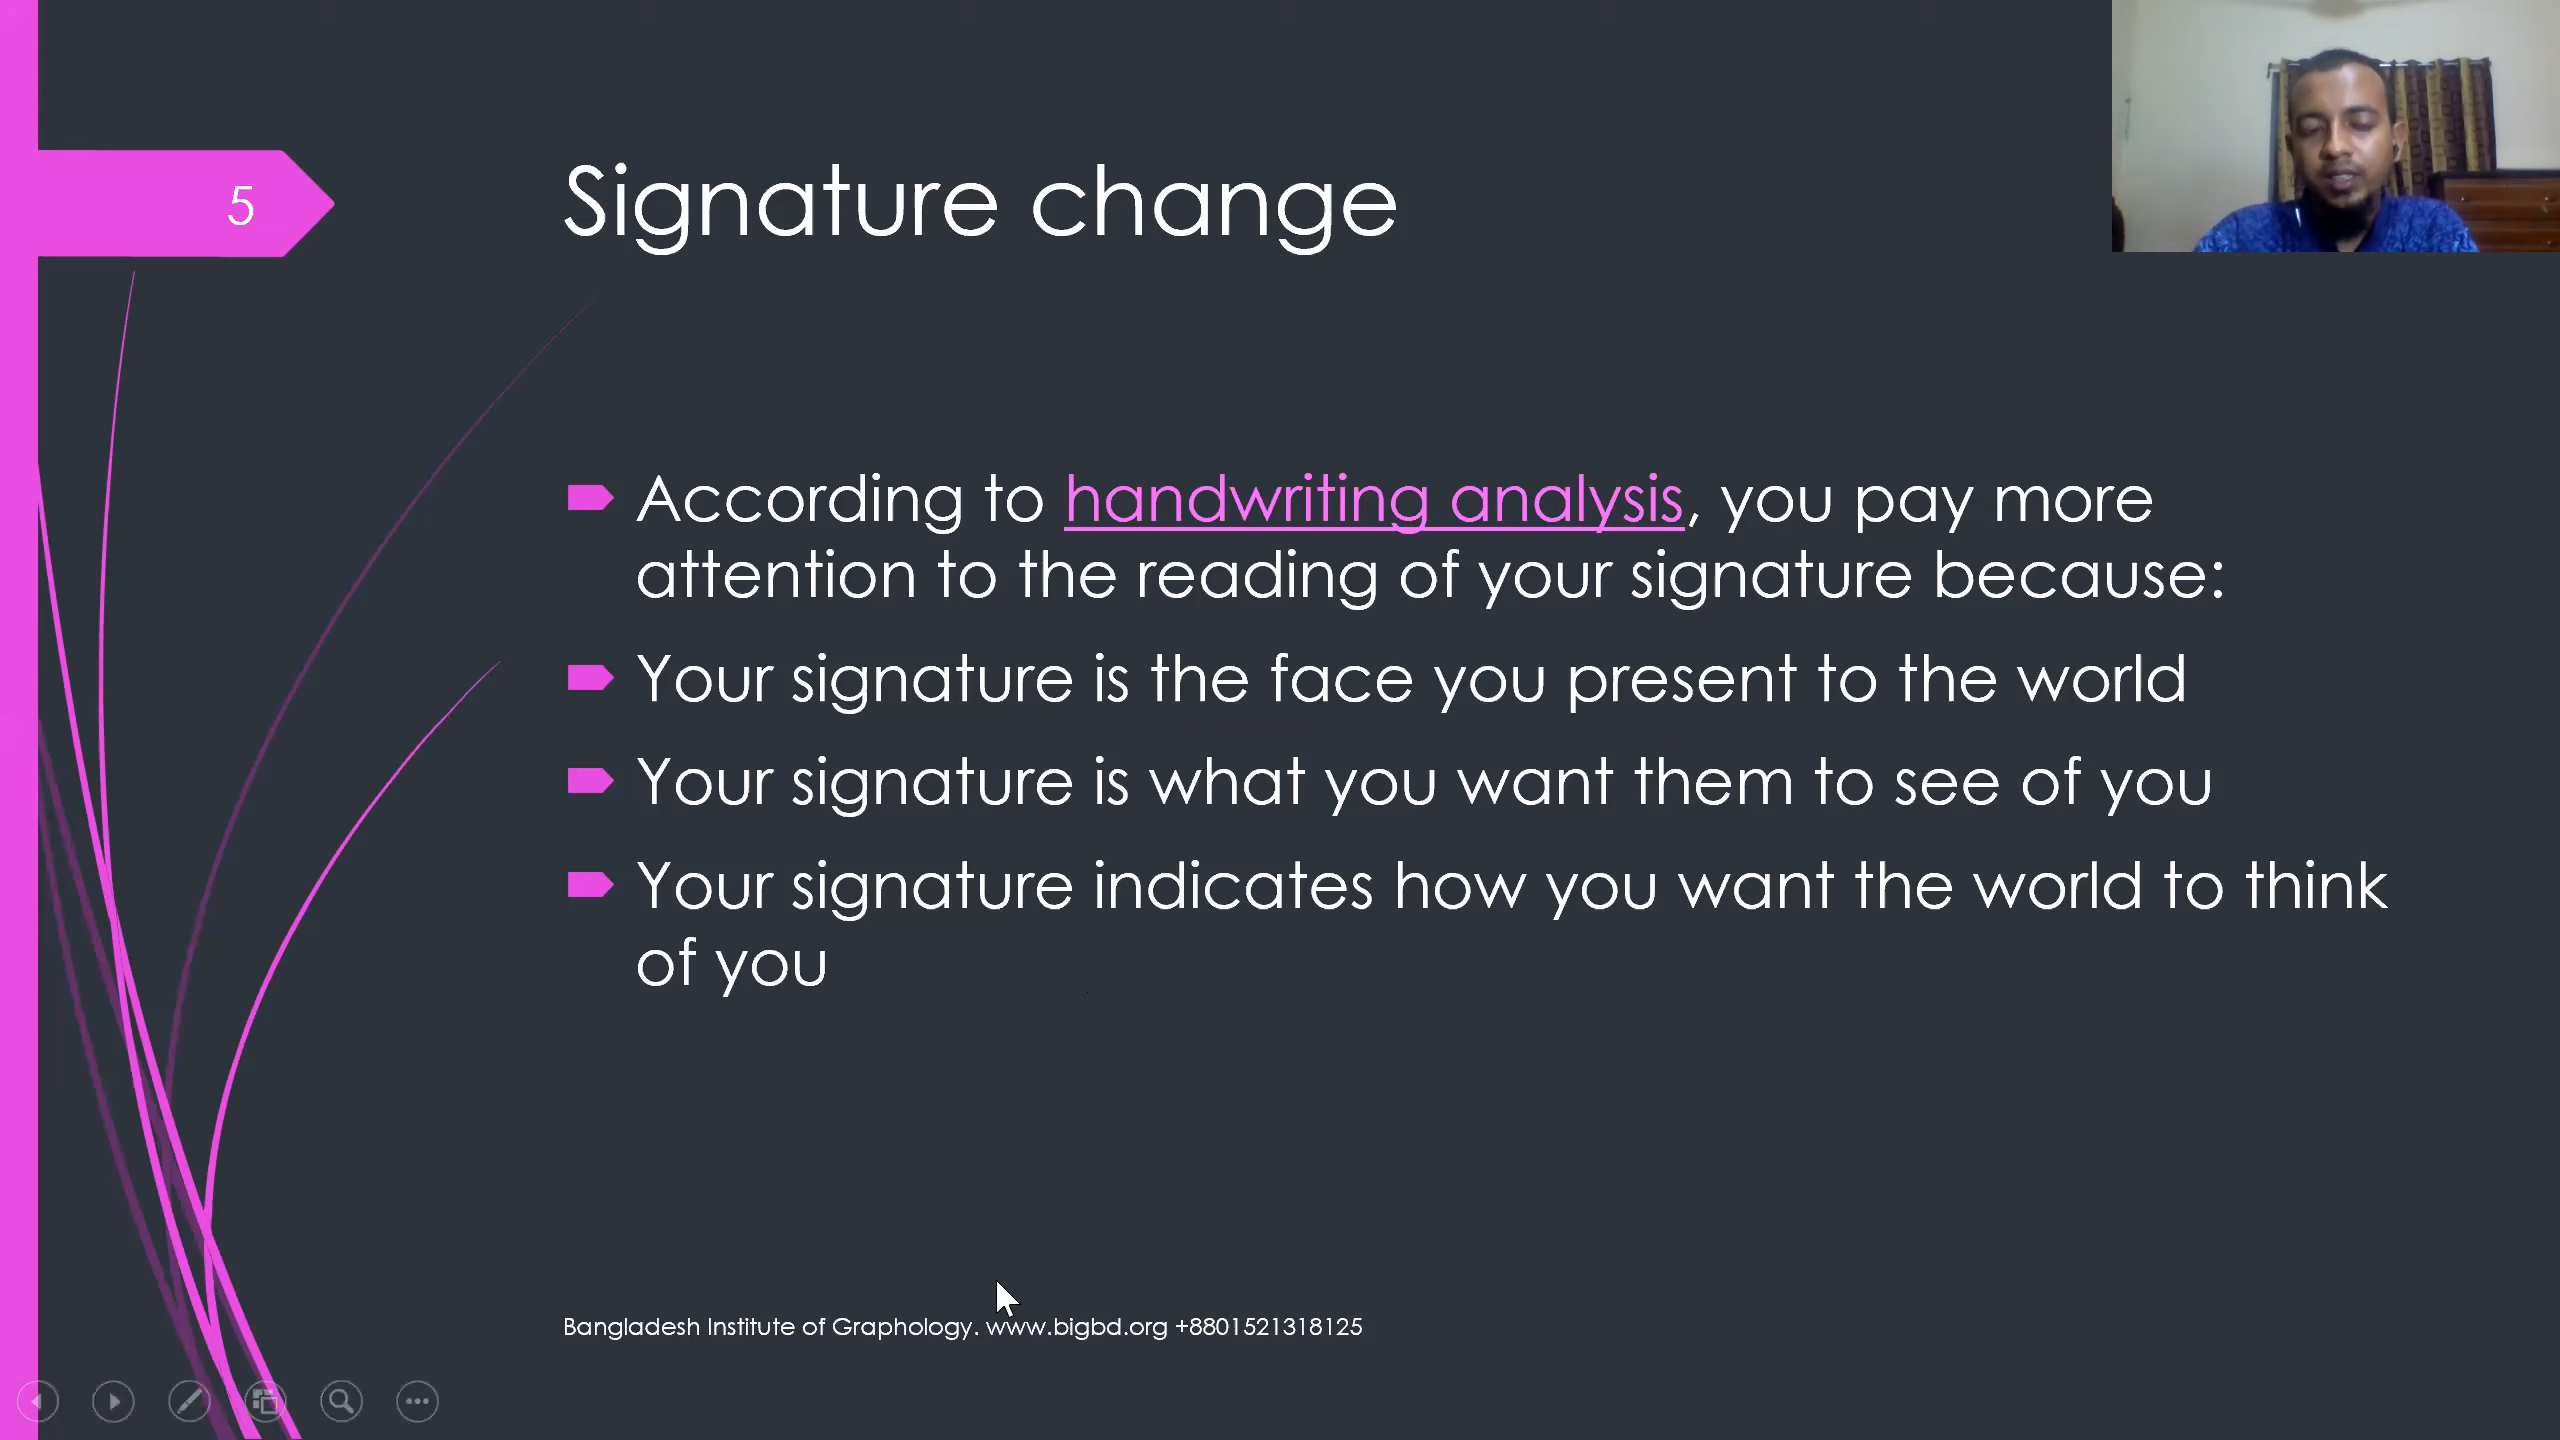 5
Signature change
According to handwriting analysis, you pay more
attention to the reading of your signature because:
Your signature is the face you present to the world
Your signature is what you want them to see of you
Your signature indicates how you want the world to think
of you
Bangladesh Institute of Graphology. www.bigbd.org +8801521318125